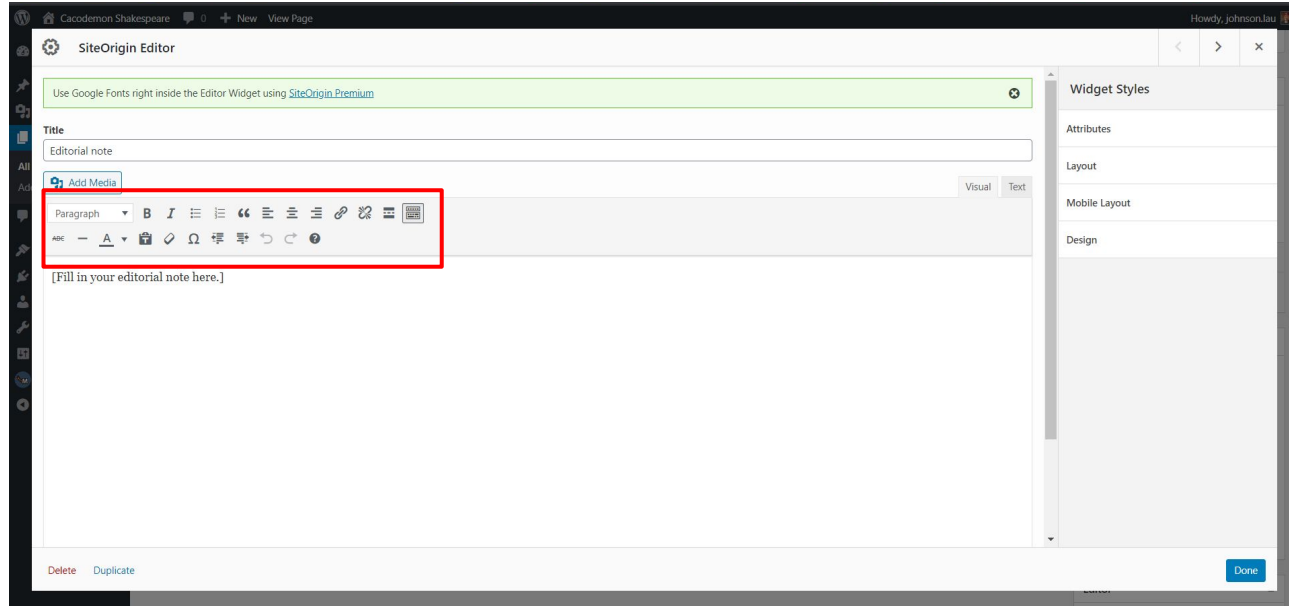 Cacodemon Shakespeare 0 + New View Page Howdy, johnson.lau
SiteOrigin Editor
Use Google Fonts right inside the Editor Widget using SiteOrigin Premium
Widget Styles
Title
Attributes
Editorial note
All
Layout
Add Media
Visual Text
Mobile Layout
Paragraph B I “ Ω A ABC
Design
[Fill in your editorial note here.]
Delete Duplicate
Done